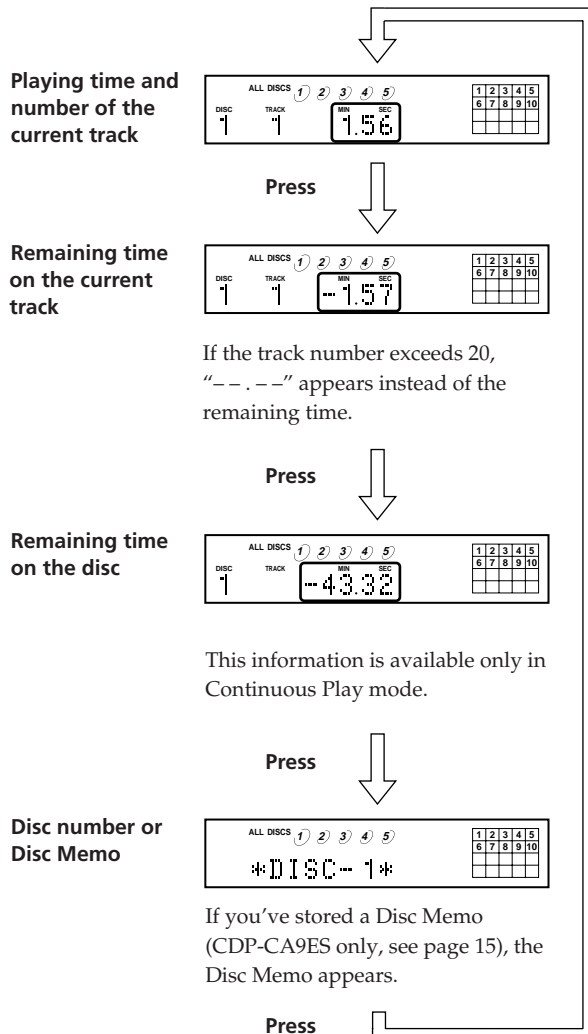 Playing time and
number of the
current track
ALL DISCS 1 2 3 4 5
DISC TRACK MIN SEC
1 1 1.56
1 2 3 4 5
6 7 8 9 10
Press
Remaining time
on the current
track
ALL DISCS 1 2 3 4 5
DISC TRACK MIN SEC
1 1 -1.57
1 2 3 4 5
6 7 8 9 10
If the track number exceeds 20,
“– – . – –” appears instead of the
remaining time.
Press
Remaining time
on the disc
ALL DISCS 1 2 3 4 5
DISC TRACK MIN SEC
1 -43.32
1 2 3 4 5
6 7 8 9 10
This information is available only in
Continuous Play mode.
Press
Disc number or
Disc Memo
ALL DISCS 1 2 3 4 5
*DISC- 1*
1 2 3 4 5
6 7 8 9 10
If you’ve stored a Disc Memo
(CDP-CA9ES only, see page 15), the
Disc Memo appears.
Press